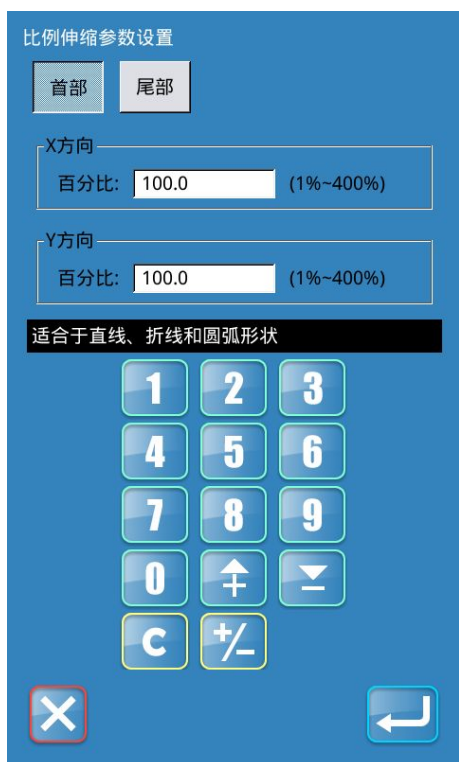 比例伸缩参数设置
首部 尾部
X方向
百分比: 100.0 (1%~400%)
Y方向
百分比: 100.0 (1%~400%)
适合于直线、折线和圆弧形状
1 2 3
4 5 6
7 8 9
0 + −
C +/−